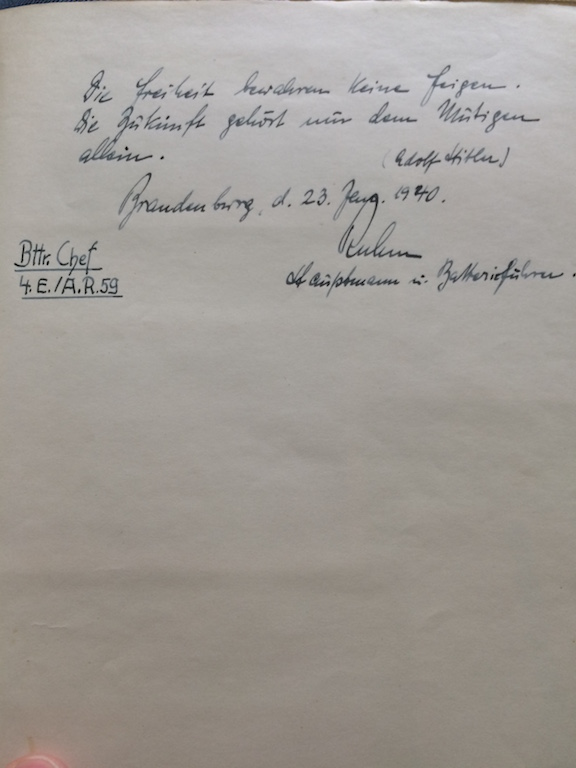 Die Freiheit bewahren keine Feigen.
Die Zukunft gehört nur dem Mutigen
allein.
(Adolf Hitler)
Brandenburg, d. 23. 1940.
Bttr. Chef
4. E./A.R.59
Hauptmann u. Batterieführer.